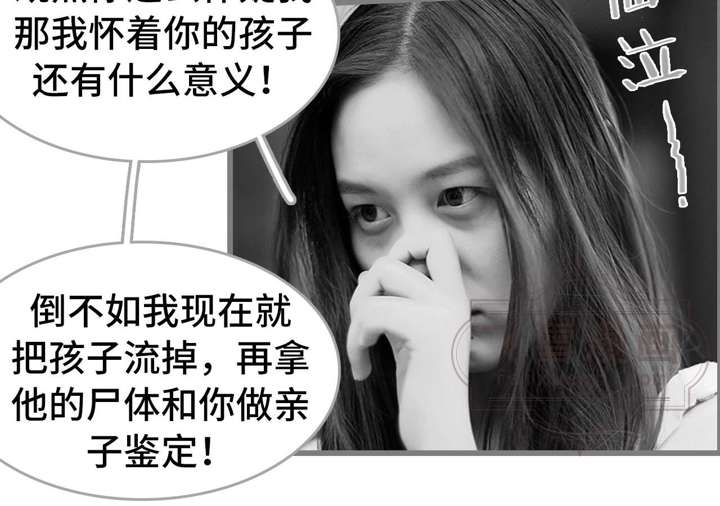 那我怀着你的孩子
还有什么意义！
泣
倒不如我现在就
把孩子流掉，再拿
他的尸体和你做亲
子鉴定！